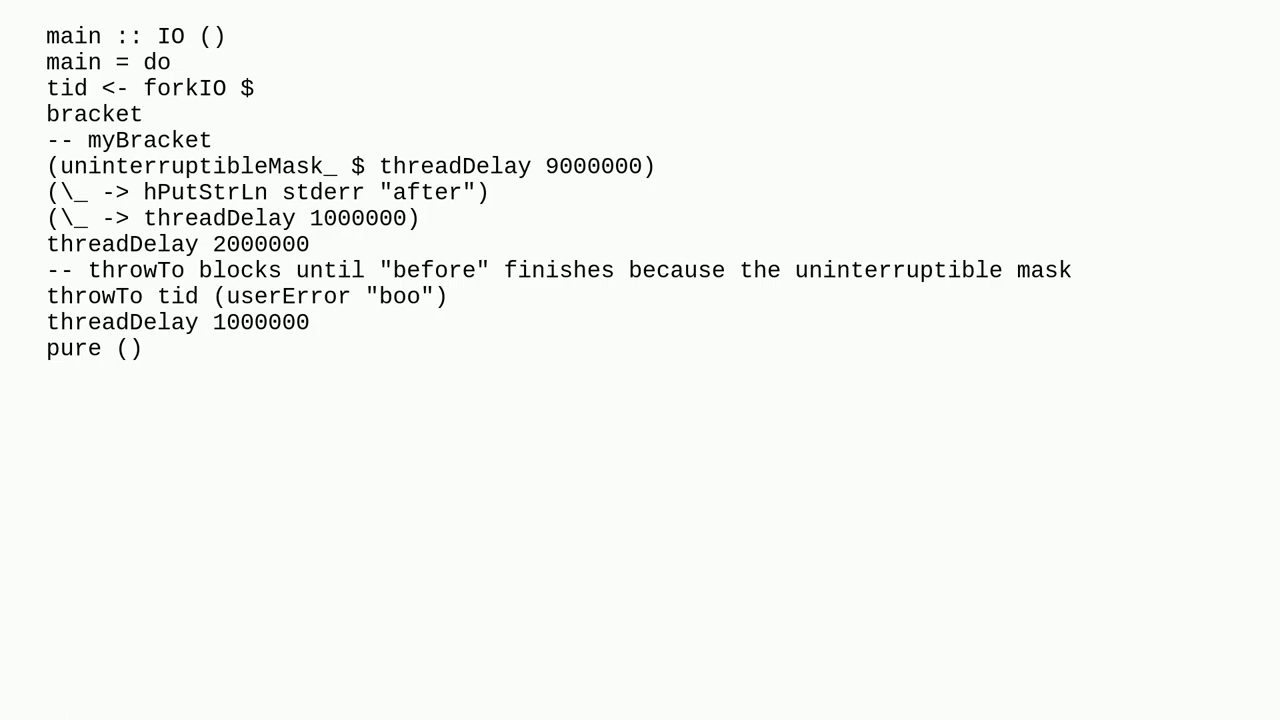 main :: IO ()
main = do
tid <- forkIO $
bracket
-- myBracket
(uninterruptibleMask_ $ threadDelay 9000000)
(\_ -> hPutStrLn stderr "after")
(\_ -> threadDelay 1000000)
threadDelay 2000000
-- throwTo blocks until "before" finishes because the uninterruptible mask
throwTo tid (userError "boo")
threadDelay 1000000
pure ()